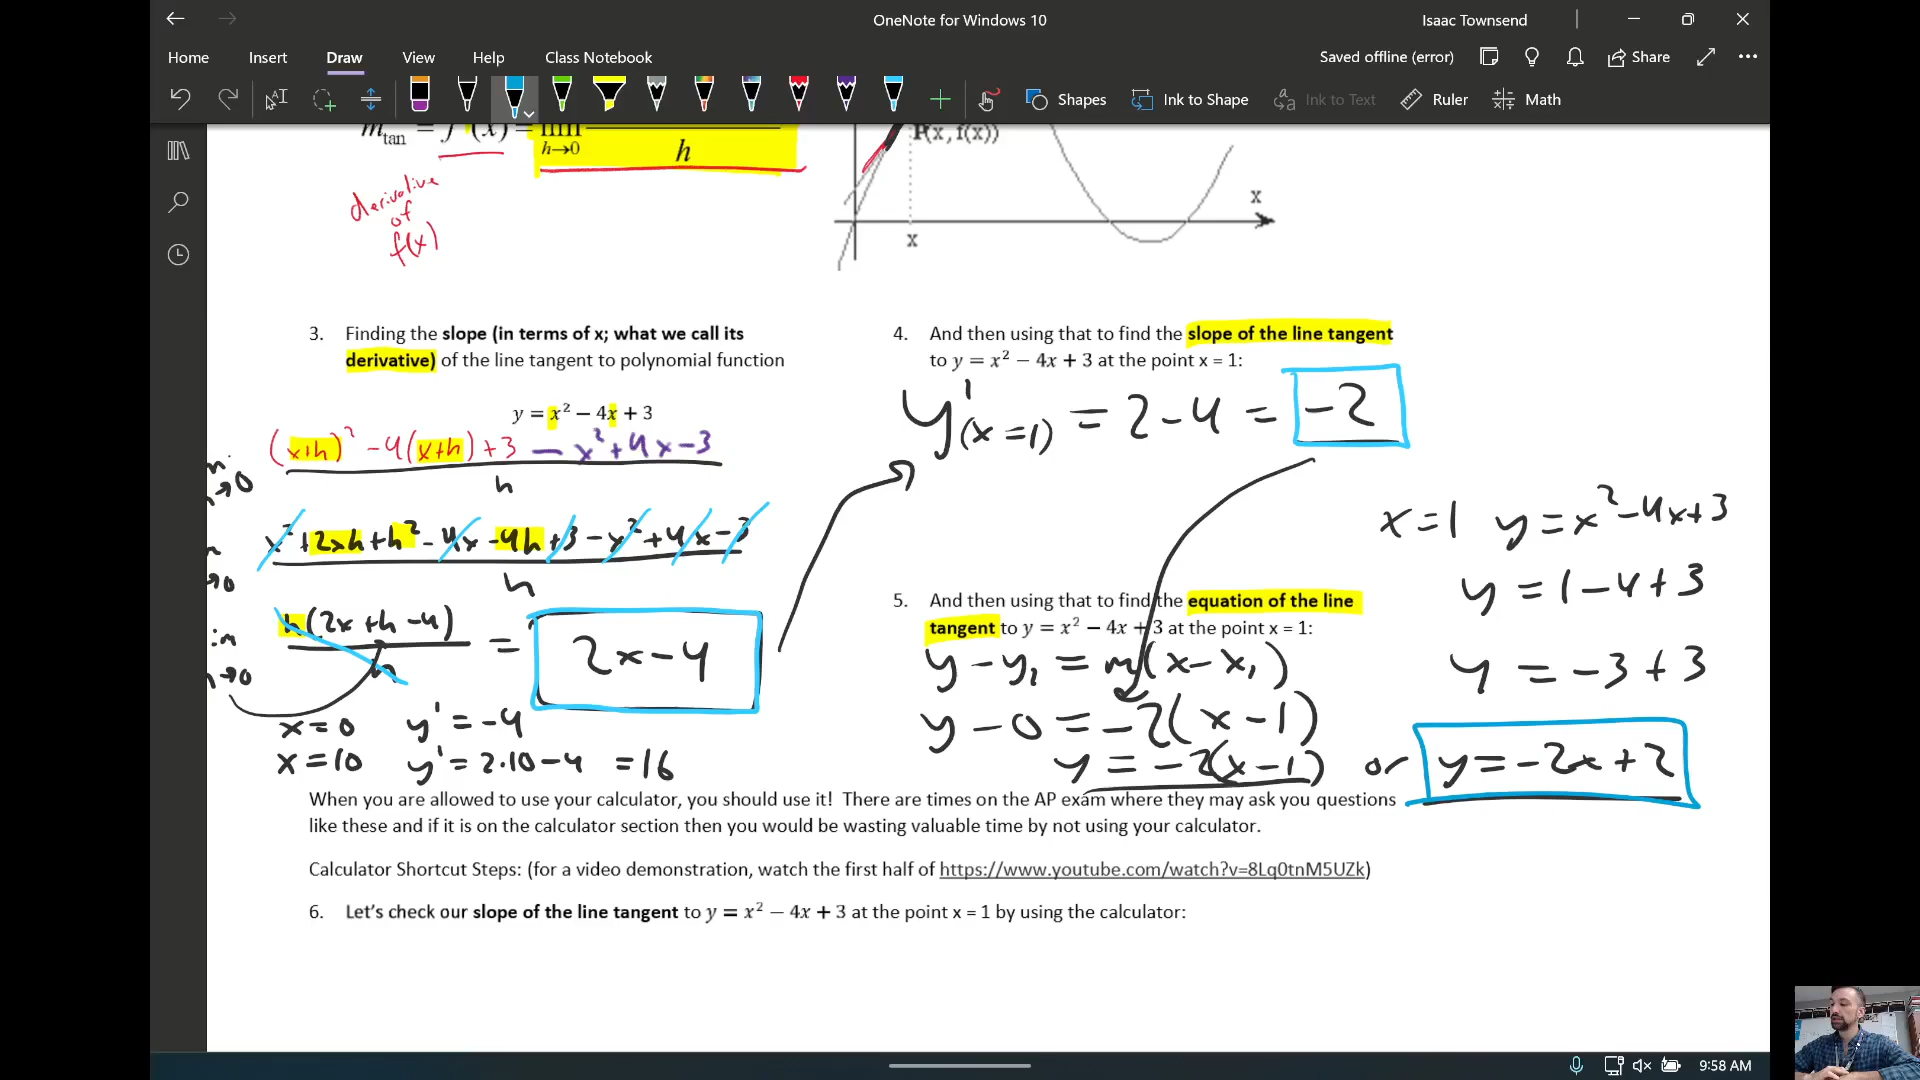 OneNote for Windows 10
Isaac Townsend
Home Insert Draw View Help Class Notebook
Saved offline (error) Share
Shapes Ink to Shape Ink to Text Ruler Math
m tan = f'(x) = lim h→0 h
derivative
of
f(x)
P(x, f(x))
x
x
3. Finding the slope (in terms of x; what we call its
derivative) of the line tangent to polynomial function
y = x² − 4x + 3
(x+h)² -4(x+h)+3 - x²+4x-3
h
→0
x²+2xh+h²-4x-4h+3-x²+4x-3
h
→0
h(2x+h-4) = 2x-4
h
→0
x=0 y'=-4
x=10 y'=2·10-4 =16
4. And then using that to find the slope of the line tangent
to y = x² − 4x + 3 at the point x = 1:
y'(x=1) = 2-4 = -2
x=1 y=x²-4x+3
y=1-4+3
y=-3+3
5. And then using that to find the equation of the line
tangent to y = x² − 4x + 3 at the point x = 1:
y-y₁=m(x-x₁)
y-0=-2(x-1)
y=-2(x-1) or y=-2x+2
When you are allowed to use your calculator, you should use it! There are times on the AP exam where they may ask you questions
like these and if it is on the calculator section then you would be wasting valuable time by not using your calculator.
Calculator Shortcut Steps: (for a video demonstration, watch the first half of https://www.youtube.com/watch?v=8Lq0tnM5UZk)
6. Let's check our slope of the line tangent to y = x² − 4x + 3 at the point x = 1 by using the calculator:
9:58 AM